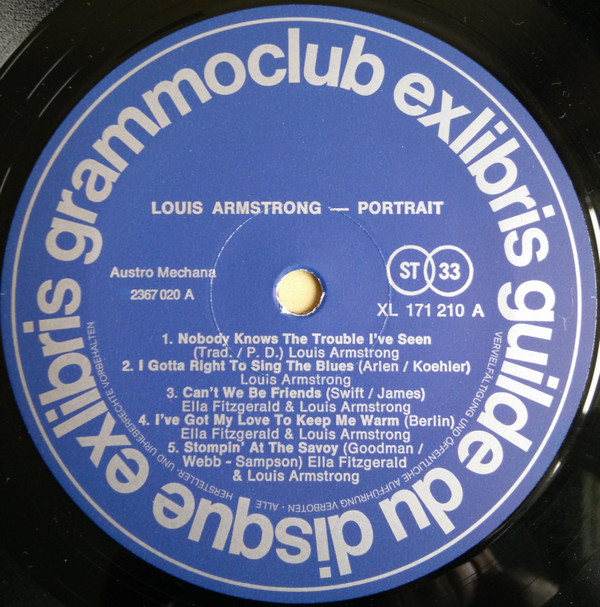 exlibris grammoclub exlibris guilde du disque
LOUIS ARMSTRONG — PORTRAIT
Austro Mechana
2367 020 A
ST 33
XL 171 210 A
1. Nobody Knows The Trouble I've Seen
(Trad. / P. D.) Louis Armstrong
2. I Gotta Right To Sing The Blues (Arlen / Koehler)
Louis Armstrong
3. Can't We Be Friends (Swift / James)
Ella Fitzgerald & Louis Armstrong
4. I've Got My Love To Keep Me Warm (Berlin)
Ella Fitzgerald & Louis Armstrong
5. Stompin' At The Savoy (Goodman /
Webb - Sampson) Ella Fitzgerald
& Louis Armstrong
VERVIELFÄLTIGUNG UND ÖFFENTLICHE AUFFÜHRUNG VERBOTEN - ALLE HERSTELLER- UND URHEBERRECHTE VORBEHALTEN